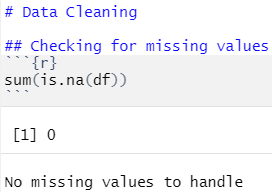 # Data Cleaning
## Checking for missing values
```{r}
sum(is.na(df))
```
[1] 0
No missing values to handle